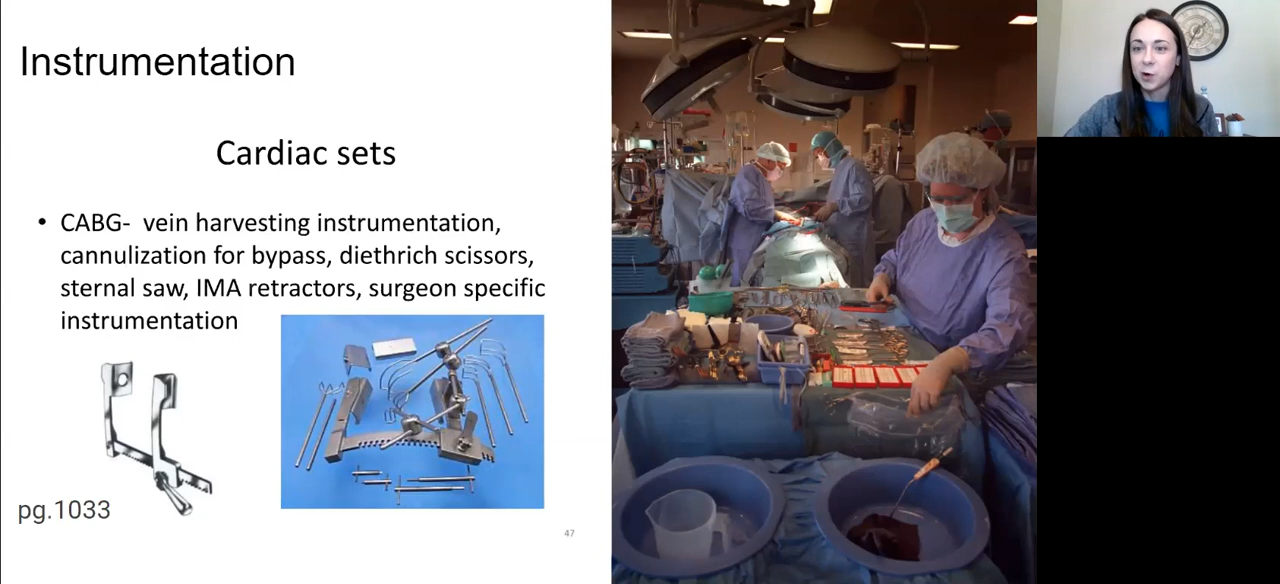 Instrumentation
Cardiac sets
• CABG- vein harvesting instrumentation,
cannulization for bypass, diethrich scissors,
sternal saw, IMA retractors, surgeon specific
instrumentation
pg.1033
47